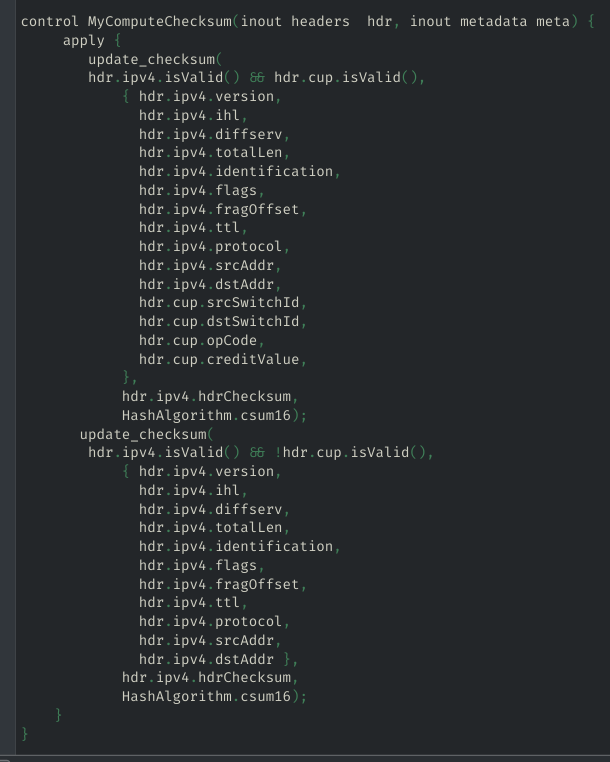 control MyComputeChecksum(inout headers  hdr, inout metadata meta) {
     apply {
        update_checksum(
        hdr.ipv4.isValid() && hdr.cup.isValid(),
            { hdr.ipv4.version,
              hdr.ipv4.ihl,
              hdr.ipv4.diffserv,
              hdr.ipv4.totalLen,
              hdr.ipv4.identification,
              hdr.ipv4.flags,
              hdr.ipv4.fragOffset,
              hdr.ipv4.ttl,
              hdr.ipv4.protocol,
              hdr.ipv4.srcAddr,
              hdr.ipv4.dstAddr,
              hdr.cup.srcSwitchId,
              hdr.cup.dstSwitchId,
              hdr.cup.opCode,
              hdr.cup.creditValue,
            },
            hdr.ipv4.hdrChecksum,
            HashAlgorithm.csum16);
       update_checksum(
        hdr.ipv4.isValid() && !hdr.cup.isValid(),
            { hdr.ipv4.version,
              hdr.ipv4.ihl,
              hdr.ipv4.diffserv,
              hdr.ipv4.totalLen,
              hdr.ipv4.identification,
              hdr.ipv4.flags,
              hdr.ipv4.fragOffset,
              hdr.ipv4.ttl,
              hdr.ipv4.protocol,
              hdr.ipv4.srcAddr,
              hdr.ipv4.dstAddr },
            hdr.ipv4.hdrChecksum,
            HashAlgorithm.csum16);
    }
}